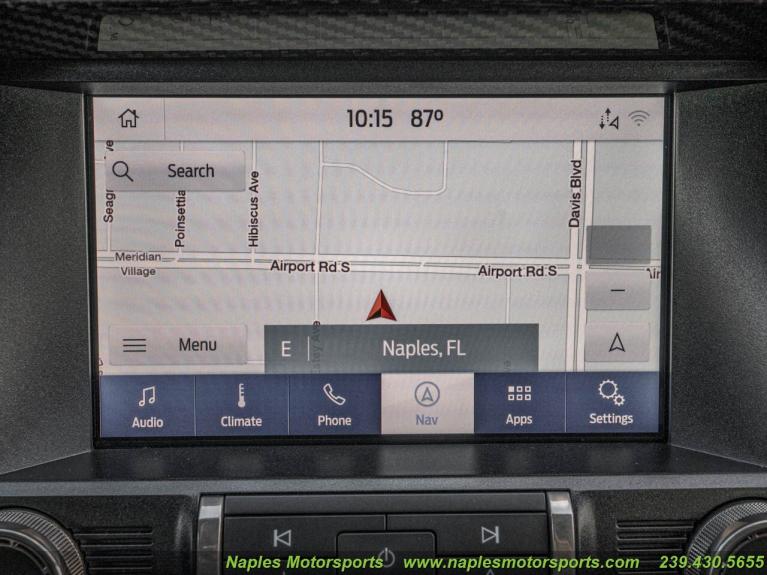 10:15 87°
Search
Poinsettia
Hibiscus Ave
Davis Blvd
Meridian
Village
Airport Rd S
Airport Rd S
Menu
E
Naples, FL
Audio
Climate
Phone
Nav
Apps
Settings
Naples Motorsports www.naplesmotorsports.com 239.430.5655